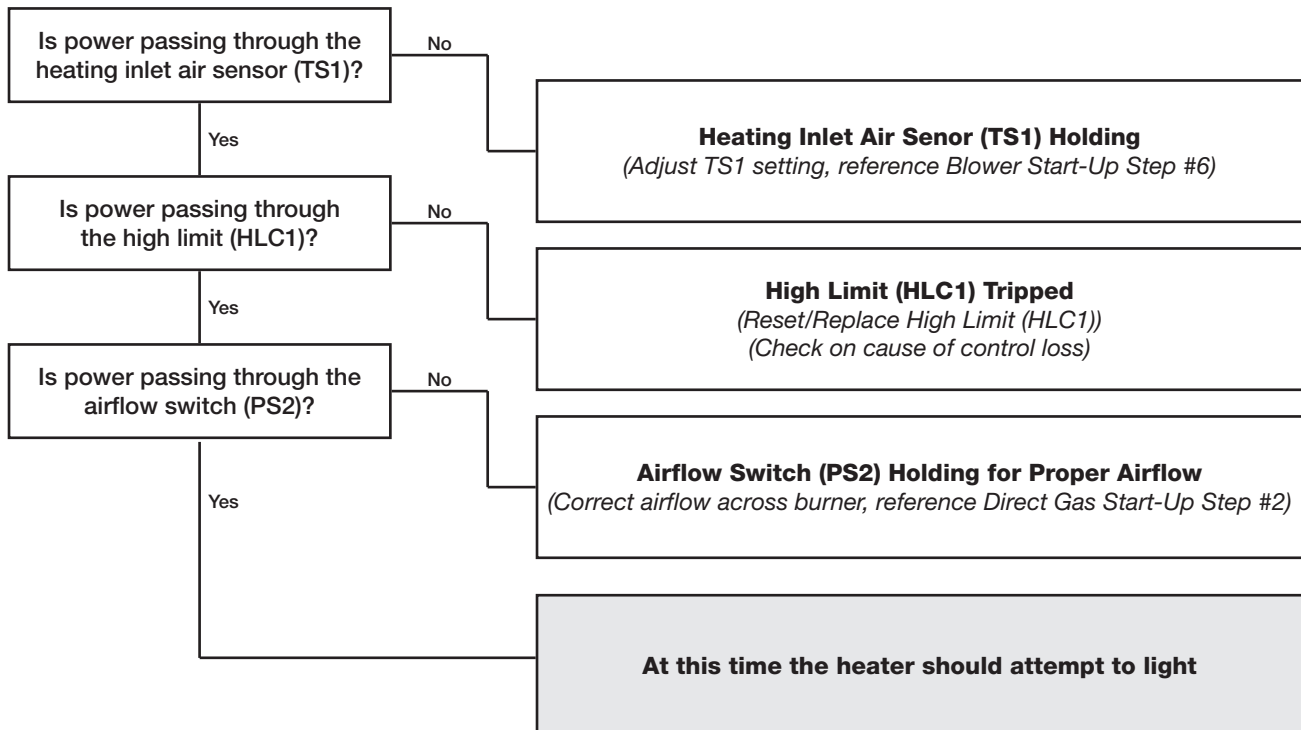 Is power passing through the
heating inlet air sensor (TS1)?
No
Yes
Heating Inlet Air Senor (TS1) Holding
(Adjust TS1 setting, reference Blower Start-Up Step #6)
Is power passing through
the high limit (HLC1)?
No
Yes
High Limit (HLC1) Tripped
(Reset/Replace High Limit (HLC1))
(Check on cause of control loss)
Is power passing through the
airflow switch (PS2)?
No
Yes
Airflow Switch (PS2) Holding for Proper Airflow
(Correct airflow across burner, reference Direct Gas Start-Up Step #2)
At this time the heater should attempt to light